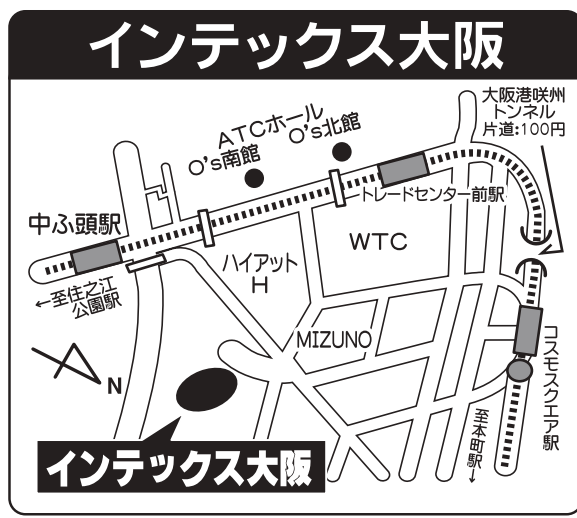 インテックス大阪
大阪港咲州
トンネル
片道:100円
ATCホール
O's南館
O's北館
トレードセンター前駅
中ふ頭駅
WTC
ハイアット
H
←至住之江
公園駅
MIZUNO
コスモスクエア駅
N
至本町駅→
インテックス大阪